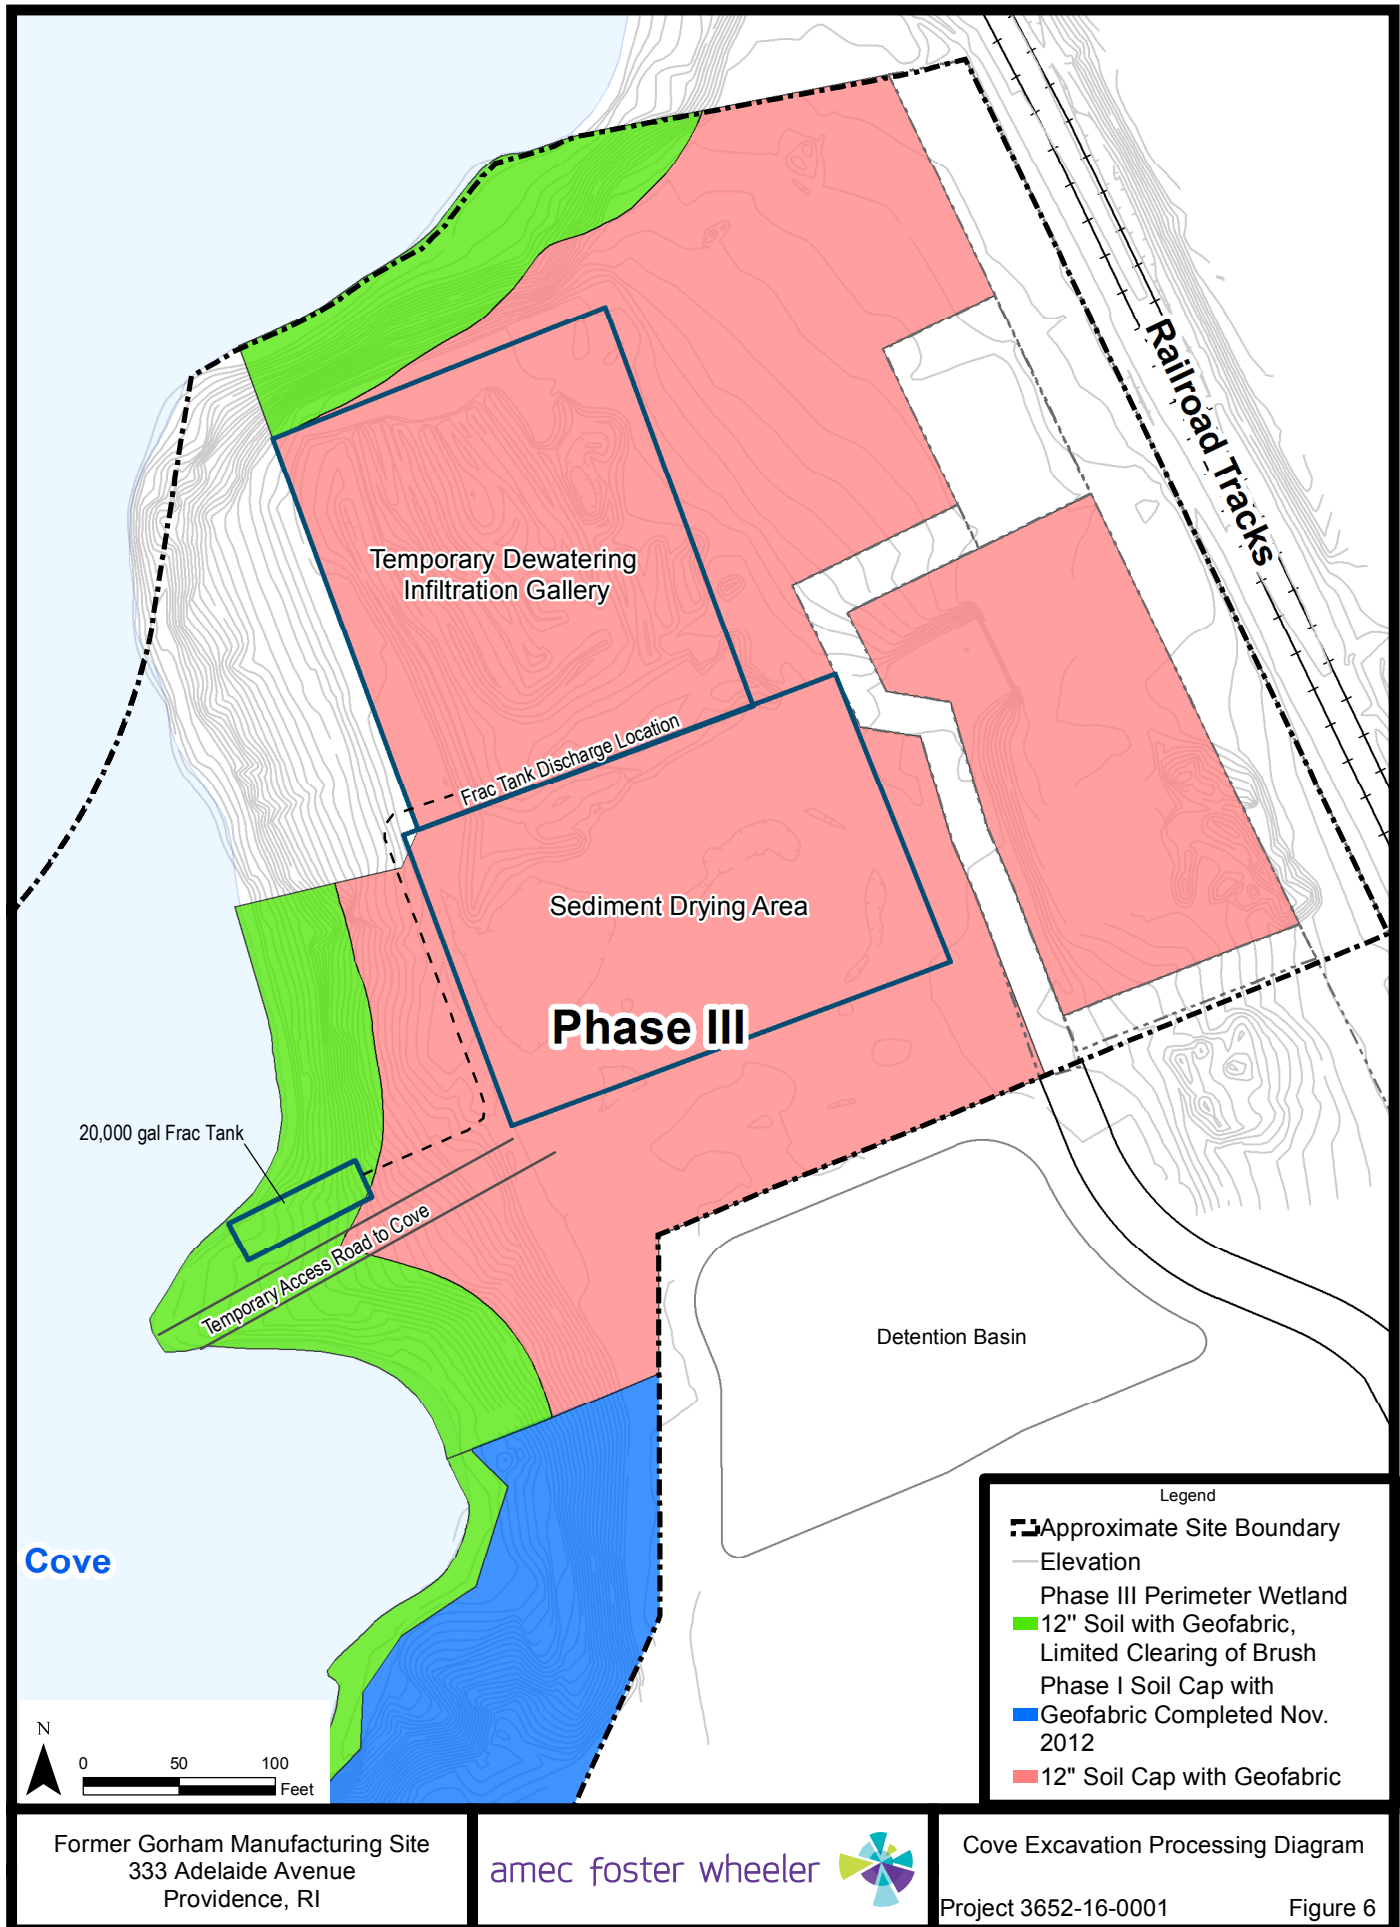 Railroad Tracks
Temporary Dewatering
Infiltration Gallery
Frac Tank Discharge Location
Sediment Drying Area
Phase III
20,000 gal Frac Tank
Temporary Access Road to Cove
Detention Basin
Cove
N
0 50 100
Feet
Legend
Approximate Site Boundary
Elevation
Phase III Perimeter Wetland
12" Soil with Geofabric,
Limited Clearing of Brush
Phase I Soil Cap with
Geofabric Completed Nov.
2012
12" Soil Cap with Geofabric
Former Gorham Manufacturing Site
333 Adelaide Avenue
Providence, RI
amec foster wheeler
Cove Excavation Processing Diagram
Project 3652-16-0001 Figure 6